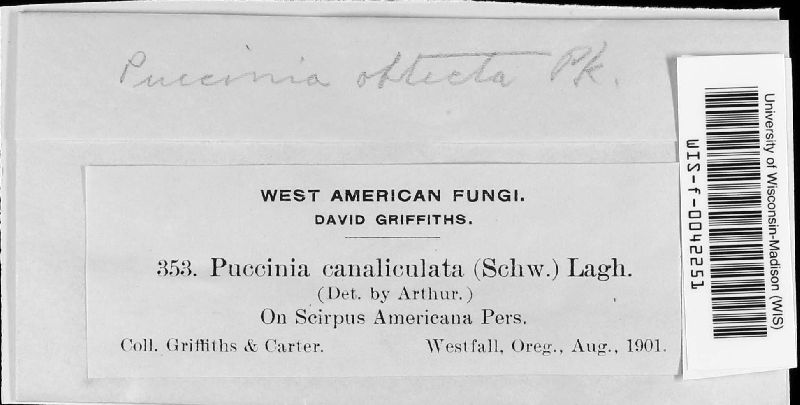 Puccinia obtecta Pk.
WEST AMERICAN FUNGI.
DAVID GRIFFITHS.
353. Puccinia canaliculata (Schw.) Lagh.
(Det. by Arthur.)
On Scirpus Americana Pers.
Coll. Griffiths & Carter. Westfall, Oreg., Aug., 1901.
University of Wisconsin-Madison (WIS)
WIS-f-0042251